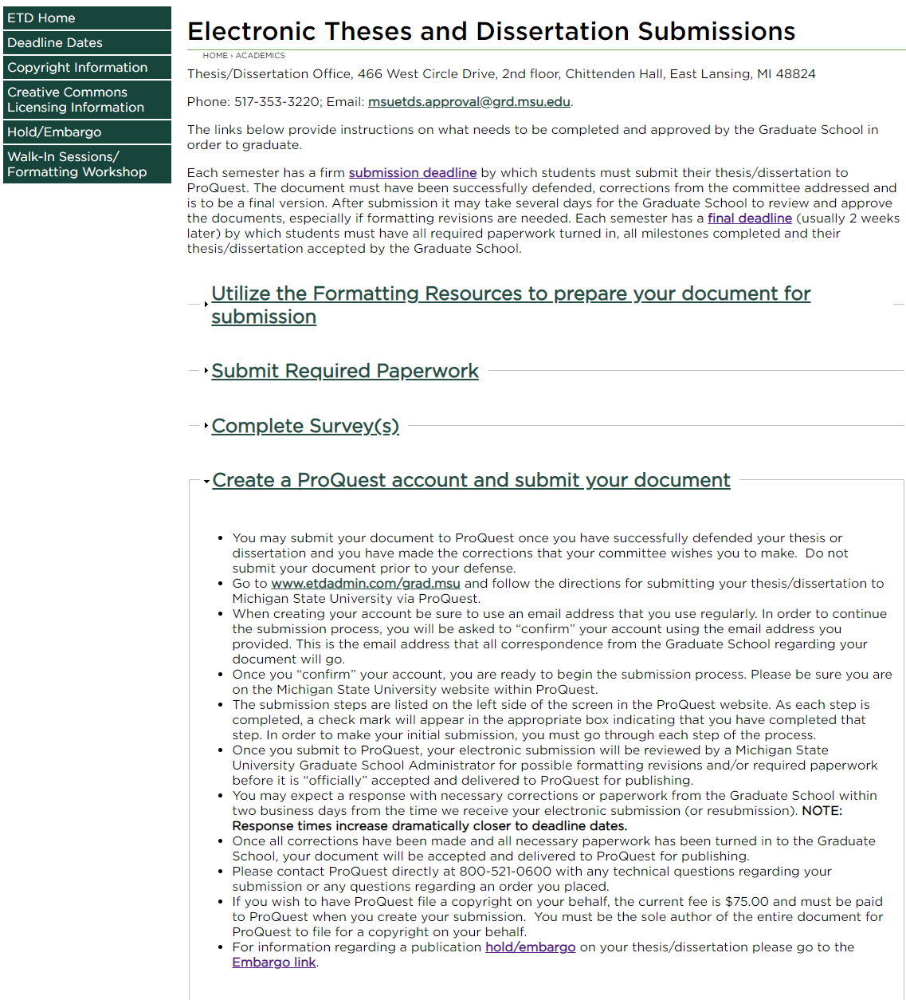 ETD Home
Deadline Dates
Copyright Information
Creative Commons
Licensing Information
Hold/Embargo
Walk-In Sessions/
Formatting Workshop
Electronic Theses and Dissertation Submissions
HOME › ACADEMICS
Thesis/Dissertation Office, 466 West Circle Drive, 2nd floor, Chittenden Hall, East Lansing, MI 48824
Phone: 517-353-3220; Email: msuetds.approval@grd.msu.edu.
The links below provide instructions on what needs to be completed and approved by the Graduate School in
order to graduate.
Each semester has a firm submission deadline by which students must submit their thesis/dissertation to
ProQuest. The document must have been successfully defended, corrections from the committee addressed and
is to be a final version. After submission it may take several days for the Graduate School to review and approve
the documents, especially if formatting revisions are needed. Each semester has a final deadline (usually 2 weeks
later) by which students must have all required paperwork turned in, all milestones completed and their
thesis/dissertation accepted by the Graduate School.
Utilize the Formatting Resources to prepare your document for
submission
Submit Required Paperwork
Complete Survey(s)
Create a ProQuest account and submit your document
• You may submit your document to ProQuest once you have successfully defended your thesis or
dissertation and you have made the corrections that your committee wishes you to make.  Do not
submit your document prior to your defense.
• Go to www.etdadmin.com/grad.msu and follow the directions for submitting your thesis/dissertation to
Michigan State University via ProQuest.
• When creating your account be sure to use an email address that you use regularly. In order to continue
the submission process, you will be asked to “confirm” your account using the email address you
provided. This is the email address that all correspondence from the Graduate School regarding your
document will go.
• Once you “confirm” your account, you are ready to begin the submission process. Please be sure you are
on the Michigan State University website within ProQuest.
• The submission steps are listed on the left side of the screen in the ProQuest website. As each step is
completed, a check mark will appear in the appropriate box indicating that you have completed that
step. In order to make your initial submission, you must go through each step of the process.
• Once you submit to ProQuest, your electronic submission will be reviewed by a Michigan State
University Graduate School Administrator for possible formatting revisions and/or required paperwork
before it is “officially” accepted and delivered to ProQuest for publishing.
• You may expect a response with necessary corrections or paperwork from the Graduate School within
two business days from the time we receive your electronic submission (or resubmission). NOTE:
Response times increase dramatically closer to deadline dates.
• Once all corrections have been made and all necessary paperwork has been turned in to the Graduate
School, your document will be accepted and delivered to ProQuest for publishing.
• Please contact ProQuest directly at 800-521-0600 with any technical questions regarding your
submission or any questions regarding an order you placed.
• If you wish to have ProQuest file a copyright on your behalf, the current fee is $75.00 and must be paid
to ProQuest when you create your submission.  You must be the sole author of the entire document for
ProQuest to file for a copyright on your behalf.
• For information regarding a publication hold/embargo on your thesis/dissertation please go to the
Embargo link.